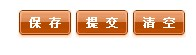 保 存 提 交 清 空